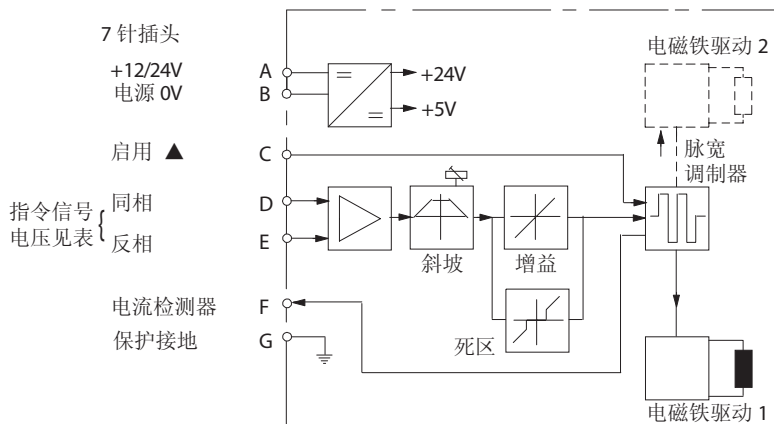 7 针插头
电磁铁驱动 2
+12/24V
电源 0V
A
B
+24V
+5V
启用 ▲
C
脉宽
调制器
指令信号
电压见表
{
同相
反相
D
E
斜坡
增益
电流检测器
F
保护接地
G
死区
电磁铁驱动 1